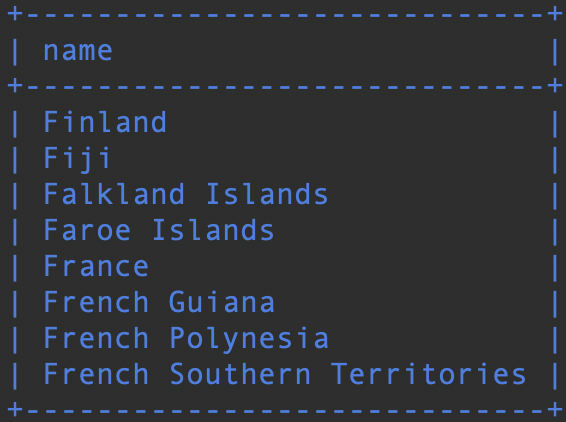 +-----------------------------+
| name                        |
+-----------------------------+
| Finland                     |
| Fiji                        |
| Falkland Islands            |
| Faroe Islands               |
| France                      |
| French Guiana               |
| French Polynesia            |
| French Southern Territories |
+-----------------------------+